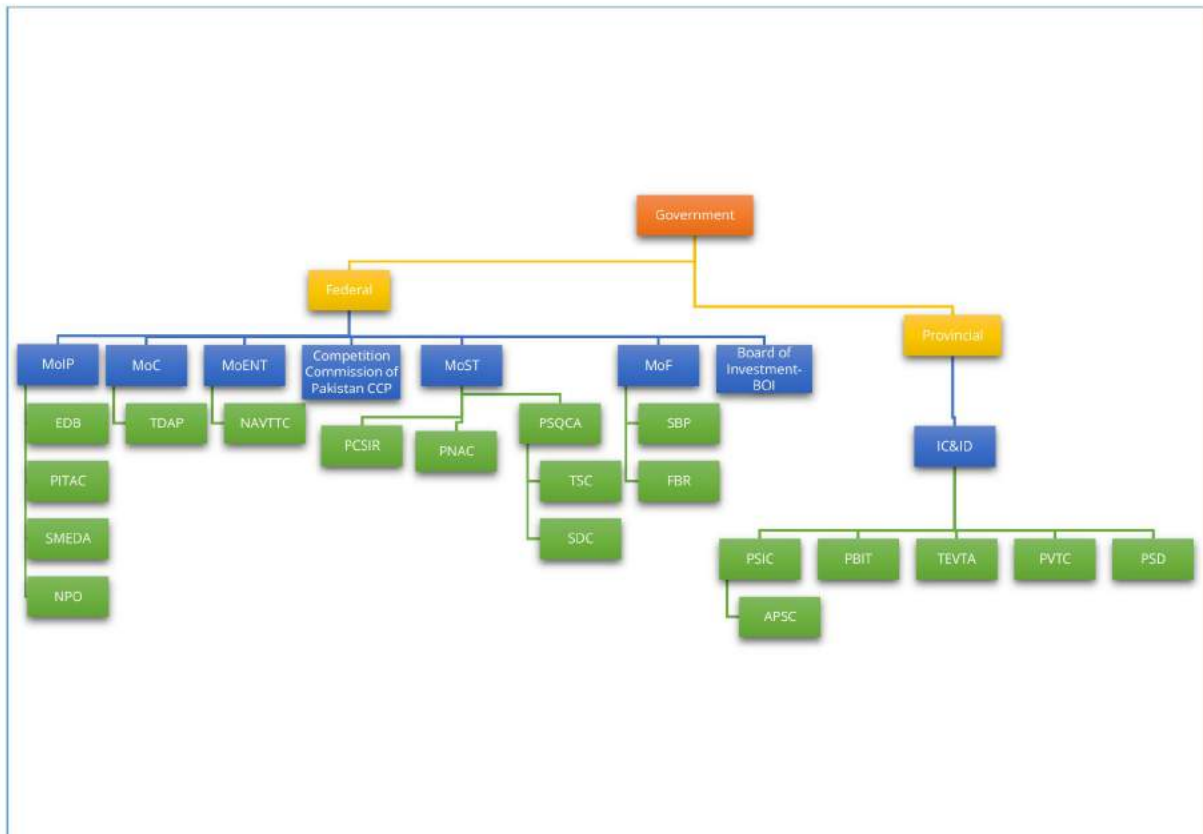 Government
Federal
Provincial
MoIP
MoC
MoENT
Competition
Commission of
Pakistan CCP
MoST
MoF
Board of
Investment-
BOI
EDB
TDAP
NAVTTC
PCSIR
PNAC
PSQCA
SBP
IC&ID
PITAC
TSC
FBR
SMEDA
SDC
NPO
PSIC
PBIT
TEVTA
PVTC
PSD
APSC